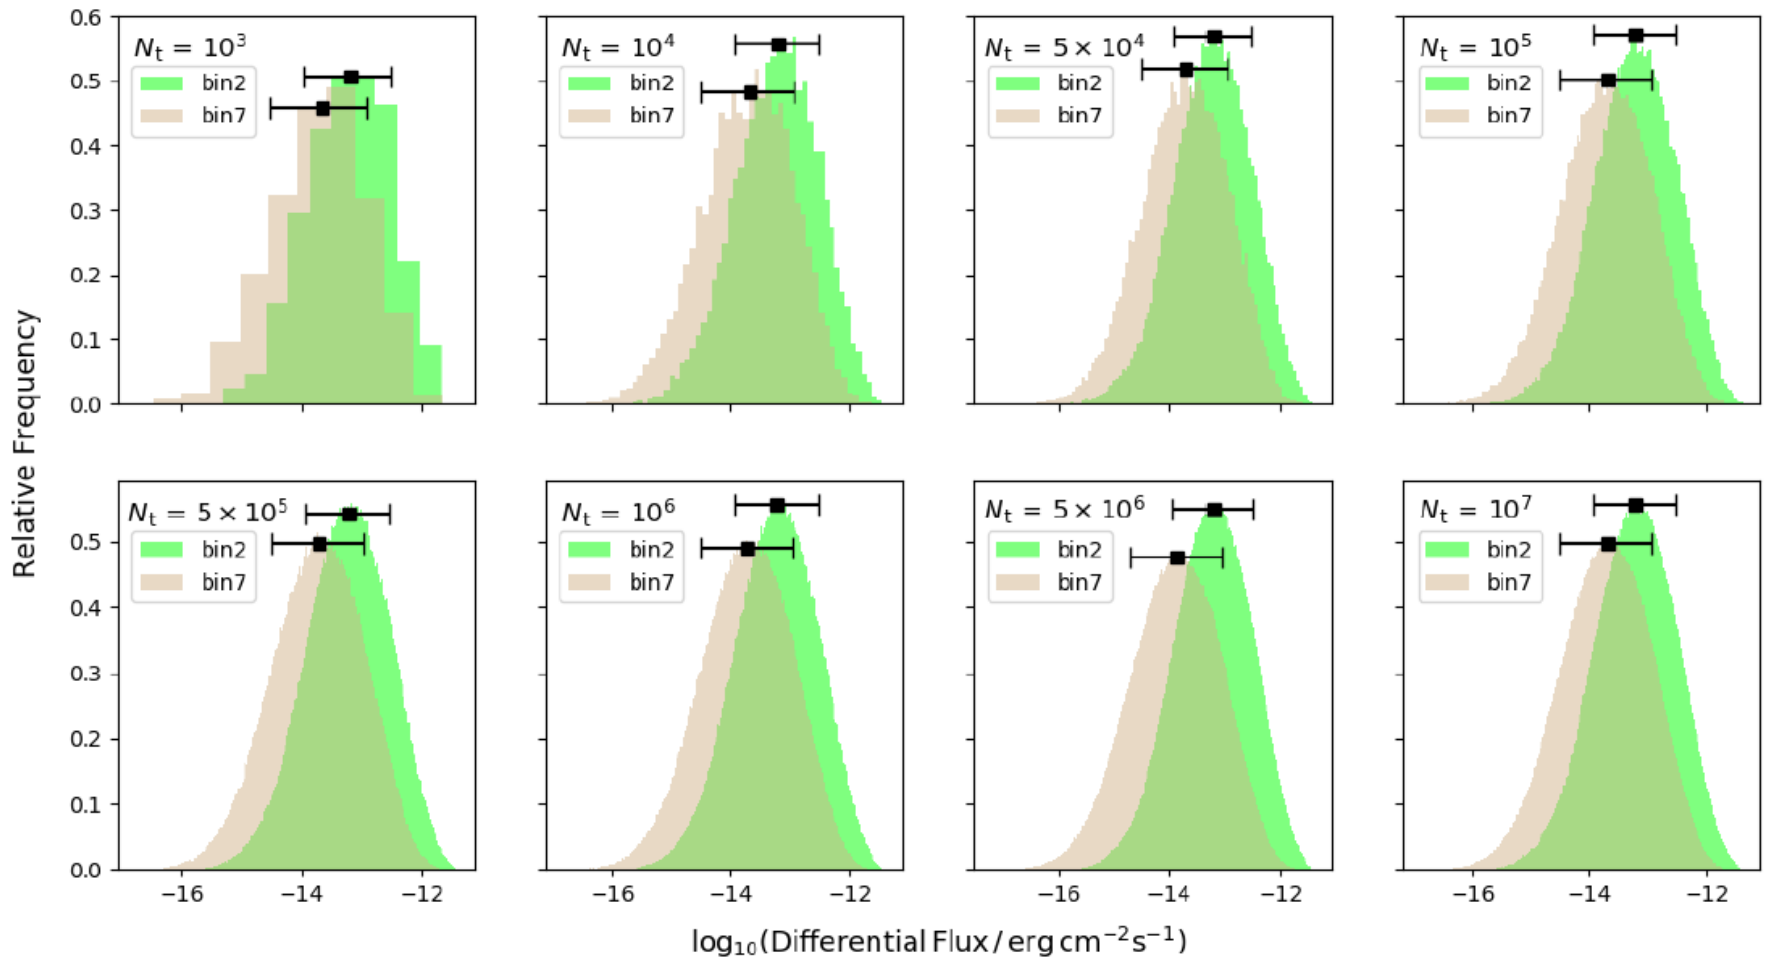 0.6
0.5
0.4
0.3
0.2
0.1
0.0
N_t = 10^3
bin2
bin7
−16
−14
−12
N_t = 10^4
bin2
bin7
−16
−14
−12
N_t = 5 × 10^4
bin2
bin7
−16
−14
−12
N_t = 10^5
bin2
bin7
−16
−14
−12
Relative Frequency
0.5
0.4
0.3
0.2
0.1
0.0
N_t = 5 × 10^5
bin2
bin7
N_t = 10^6
bin2
bin7
N_t = 5 × 10^6
bin2
bin7
N_t = 10^7
bin2
bin7
log_10(Differential Flux / erg cm^−2 s^−1)